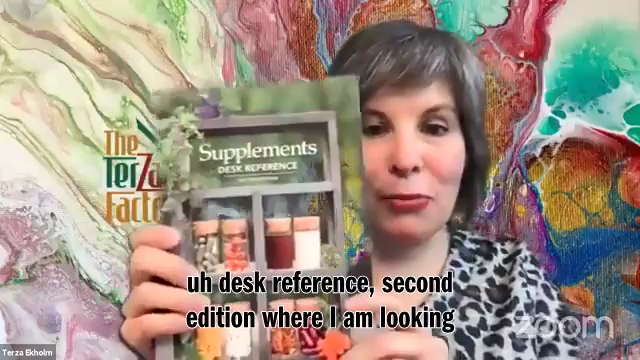 The
TerZa
Facto
Supplements
DESK REFERENCE
uh desk reference, second
edition where I am looking
zoom
Terza Ekholm